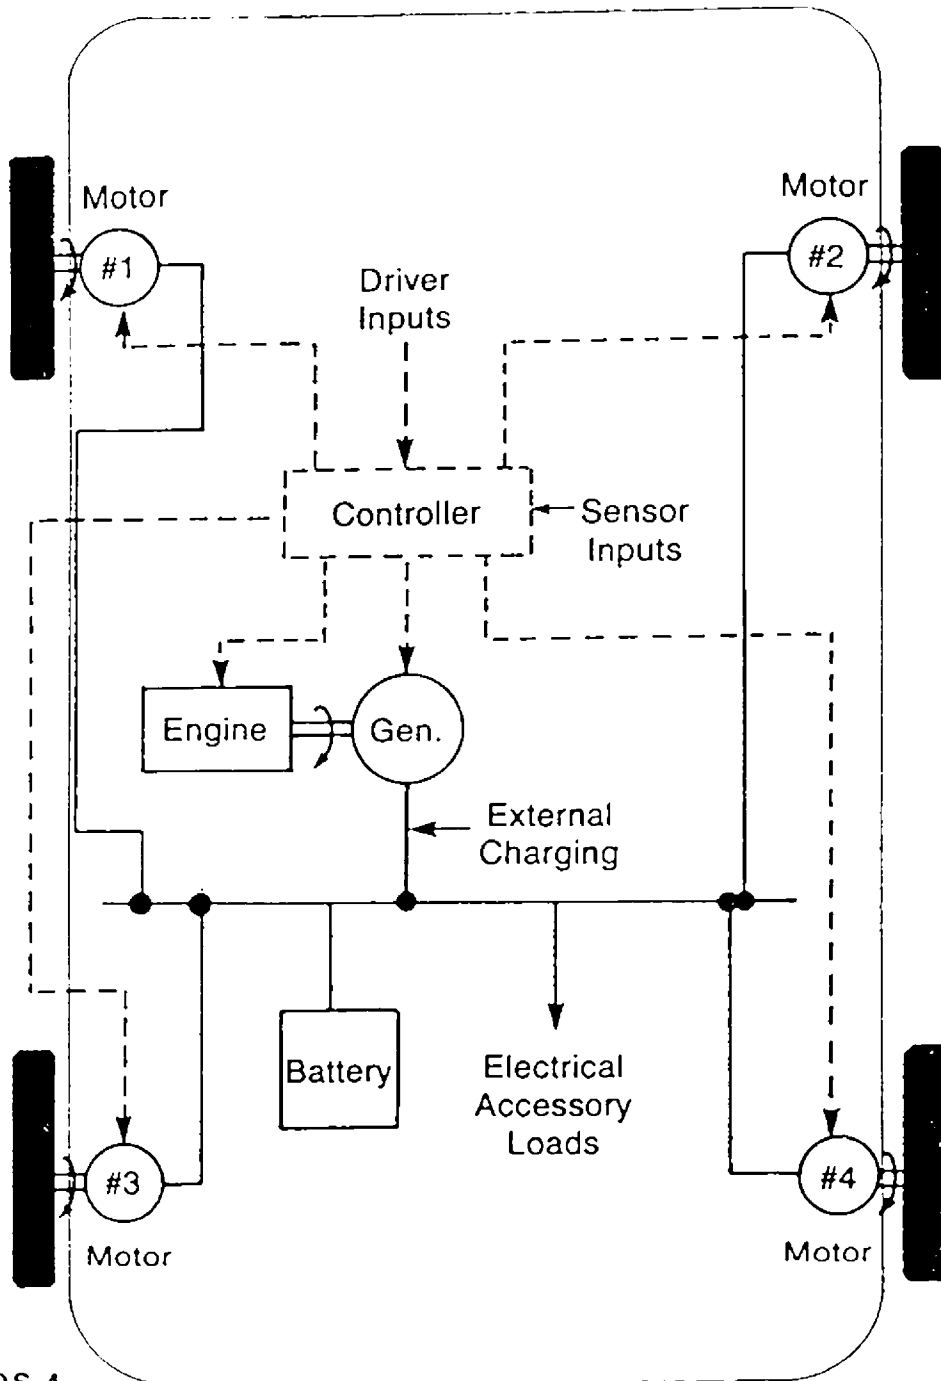 Motor
Motor
#1
#2
Driver
Inputs
Controller
Sensor
Inputs
Engine
Gen.
External
Charging
Battery
Electrical
Accessory
Loads
#3
#4
Motor
Motor